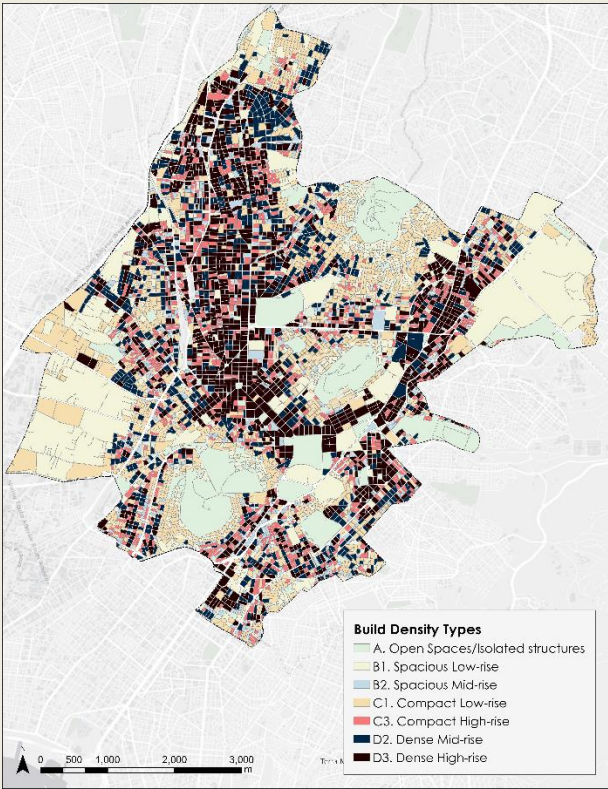 Build Density Types
A. Open Spaces/Isolated structures
B1. Spacious Low-rise
B2. Spacious Mid-rise
C1. Compact Low-rise
C3. Compact High-rise
D2. Dense Mid-rise
D3. Dense High-rise
N
0 500 1,000 2,000 3,000
m